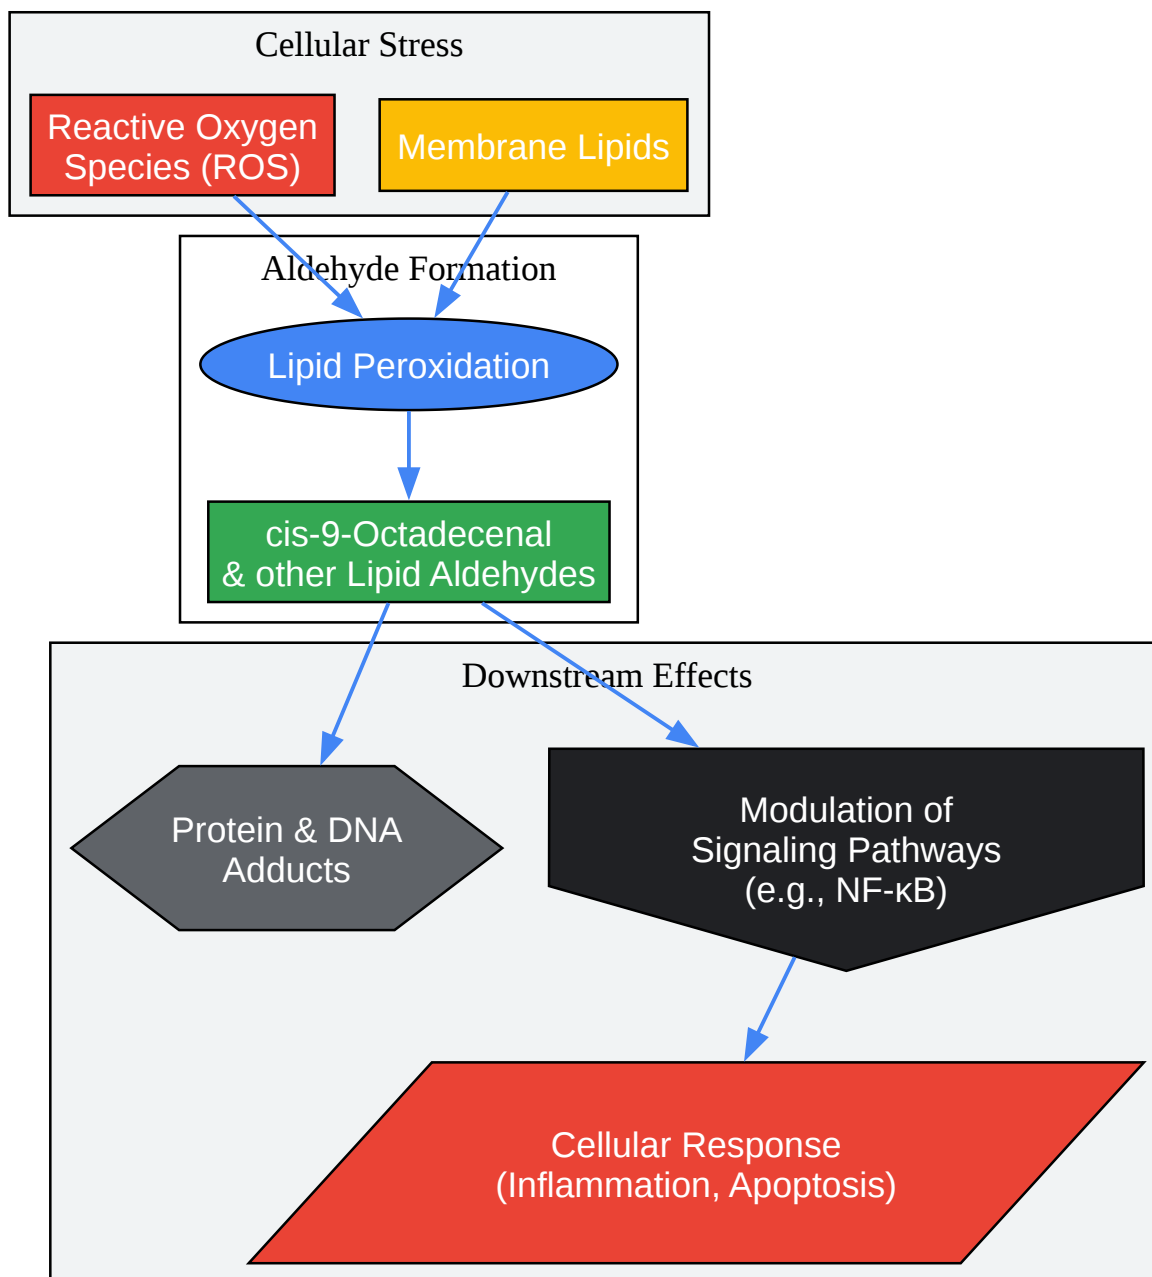 Cellular Stress
Reactive Oxygen
Species (ROS)
Membrane Lipids
Aldehyde Formation
Lipid Peroxidation
cis-9-Octadecenal
& other Lipid Aldehydes
Downstream Effects
Protein & DNA
Adducts
Modulation of
Signaling Pathways
(e.g., NF-κB)
Cellular Response
(Inflammation, Apoptosis)